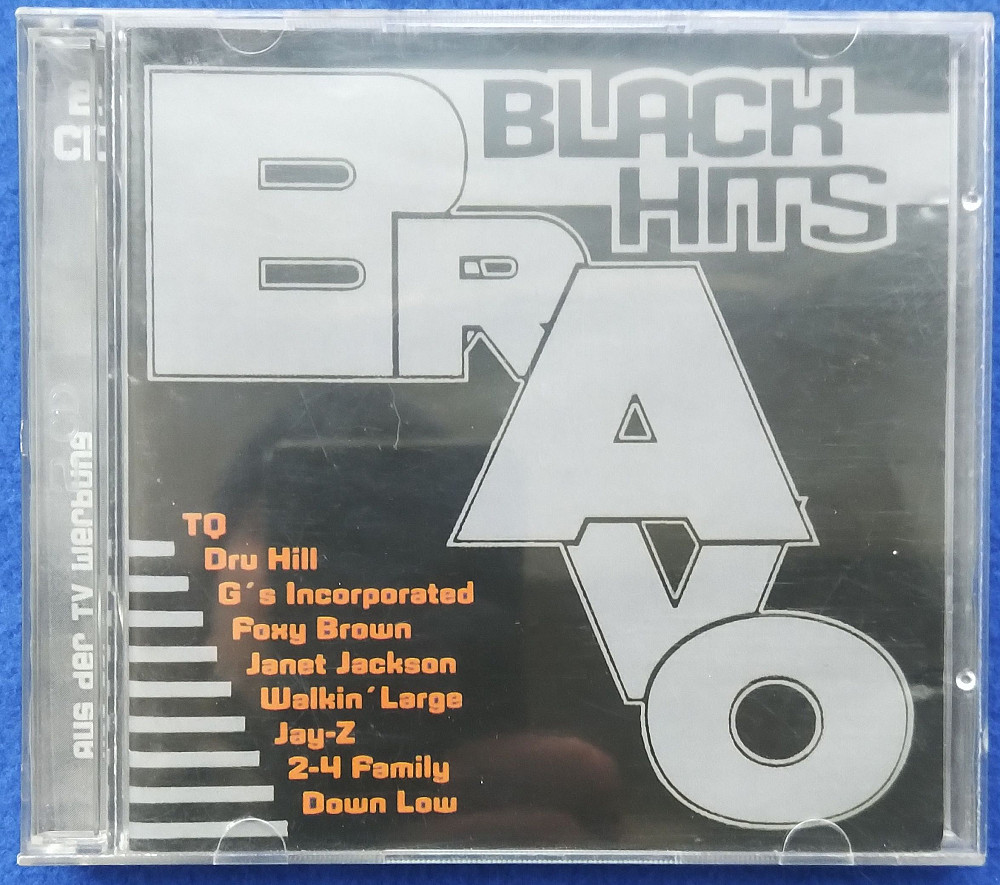 BLACK
HITS
BRAVO
TQ
Dru Hill
G´s Incorporated
Foxy Brown
Janet Jackson
Walkin´Large
Jay-Z
2-4 Family
Down Low
AUS der TV Werbung